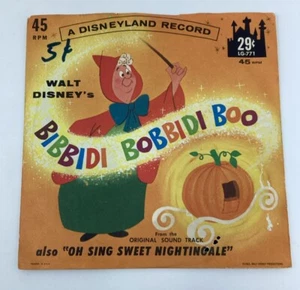 45
RPM
A DISNEYLAND RECORD
29¢
LG-771
45 RPM
5¢
WALT
DISNEY's
BIBBIDI BOBBIDI BOO
From the
ORIGINAL SOUND TRACK
also "OH SING SWEET NIGHTINGALE"